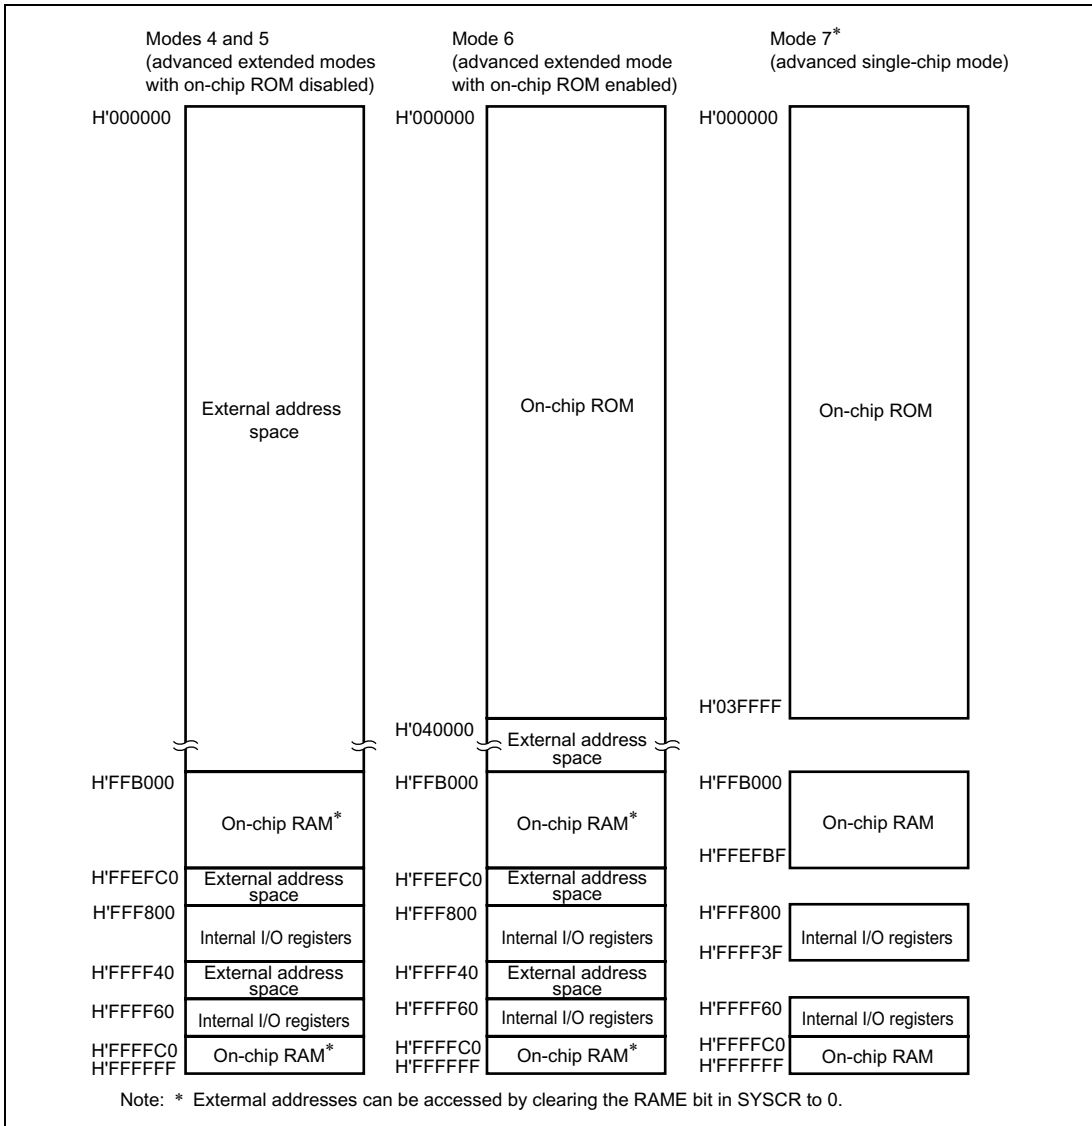 Modes 4 and 5
(advanced extended modes
with on-chip ROM disabled)
H'000000
External address
space
H'FFB000
On-chip RAM*
H'FFEFC0
External address
space
H'FFF800
Internal I/O registers
H'FFFF40
External address
space
H'FFFF60
Internal I/O registers
H'FFFFC0
On-chip RAM*
H'FFFFFF
Mode 6
(advanced extended mode
with on-chip ROM enabled)
H'000000
On-chip ROM
H'040000
External address
space
H'FFB000
On-chip RAM*
H'FFEFC0
External address
space
H'FFF800
Internal I/O registers
H'FFFF40
External address
space
H'FFFF60
Internal I/O registers
H'FFFFC0
On-chip RAM*
H'FFFFFF
Mode 7*
(advanced single-chip mode)
H'000000
On-chip ROM
H'03FFFF
H'FFB000
On-chip RAM
H'FFEFBF
H'FFF800
Internal I/O registers
H'FFFF3F
H'FFFF60
Internal I/O registers
H'FFFFC0
On-chip RAM
H'FFFFFF
Note: * Extermal addresses can be accessed by clearing the RAME bit in SYSCR to 0.